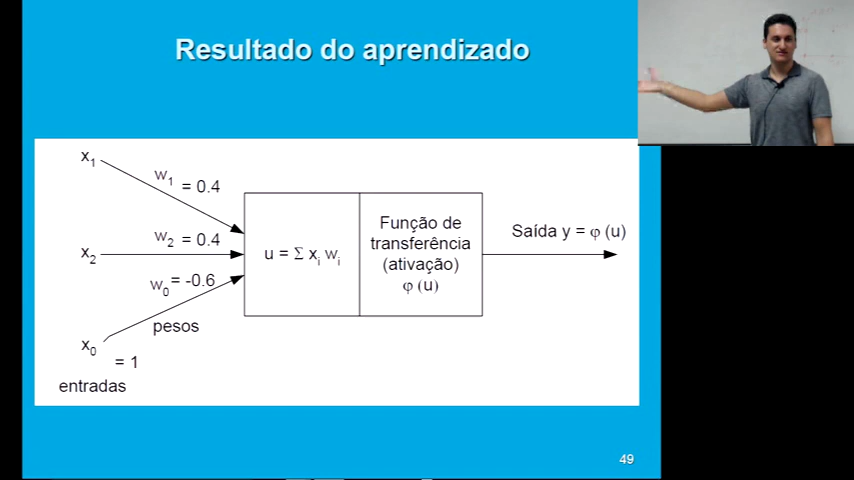 Resultado do aprendizado
x1
w1 = 0.4
x2
w2 = 0.4
w0 = -0.6
pesos
x0 = 1
entradas
u = Σ xi wi
Função de
transferência
(ativação)
φ (u)
Saída y = φ (u)
49